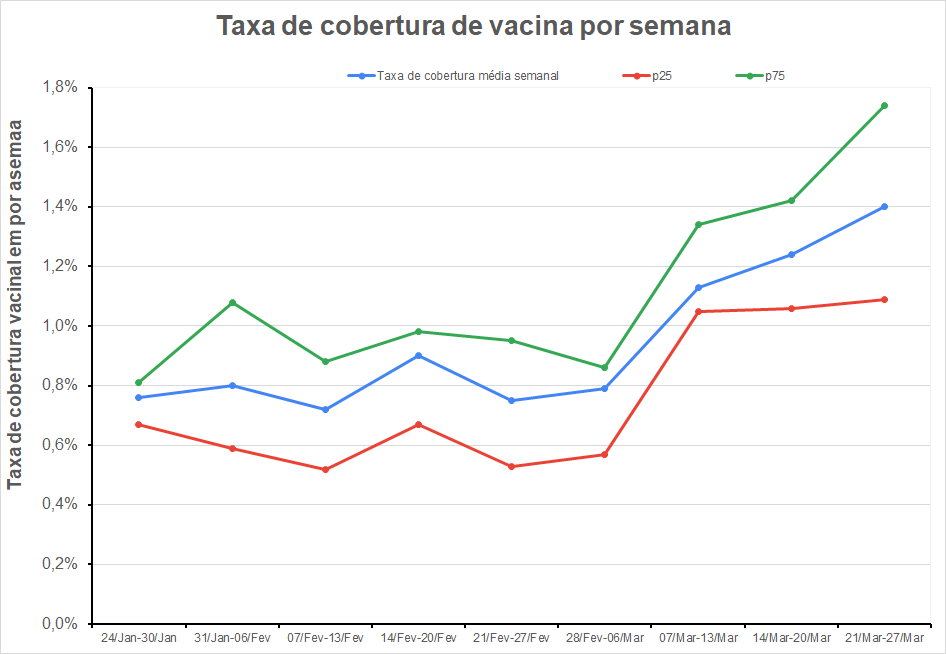 Taxa de cobertura de vacina por semana
Taxa de cobertura média semanal p25 p75
Taxa de cobertura vacinal em por asemaa
1,8%
1,6%
1,4%
1,2%
1,0%
0,8%
0,6%
0,4%
0,2%
0,0%
24/Jan-30/Jan 31/Jan-06/Fev 07/Fev-13/Fev 14/Fev-20/Fev 21/Fev-27/Fev 28/Fev-06/Mar 07/Mar-13/Mar 14/Mar-20/Mar 21/Mar-27/Mar